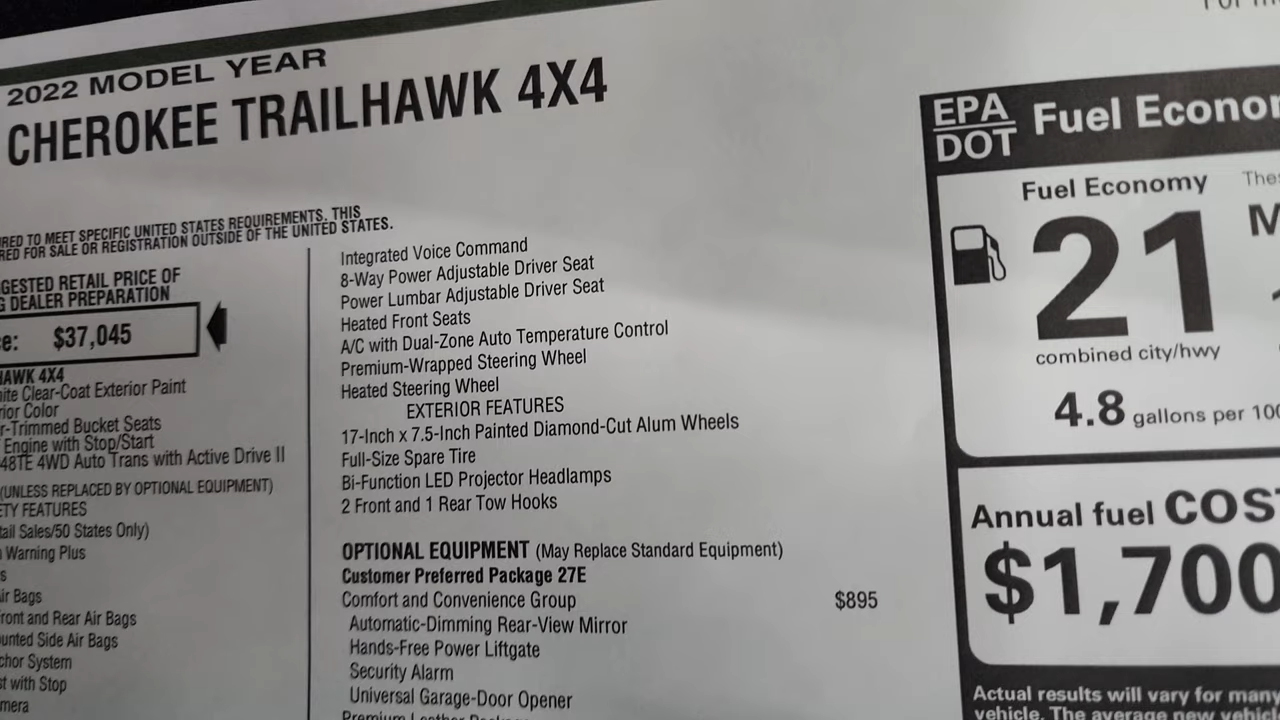 2022 MODEL YEAR
CHEROKEE TRAILHAWK 4X4
RED TO MEET SPECIFIC UNITED STATES REQUIREMENTS. THIS
RED FOR SALE OR REGISTRATION OUTSIDE OF THE UNITED STATES.
GESTED RETAIL PRICE OF
G DEALER PREPARATION
e: $37,045
HAWK 4X4
ite Clear-Coat Exterior Paint
rior Color
r-Trimmed Bucket Seats
Engine with Stop/Start
48TE 4WD Auto Trans with Active Drive II
(UNLESS REPLACED BY OPTIONAL EQUIPMENT)
ETY FEATURES
tail Sales/50 States Only)
Warning Plus
s
ir Bags
ront and Rear Air Bags
unted Side Air Bags
chor System
st with Stop
mera
Integrated Voice Command
8-Way Power Adjustable Driver Seat
Power Lumbar Adjustable Driver Seat
Heated Front Seats
A/C with Dual-Zone Auto Temperature Control
Premium-Wrapped Steering Wheel
Heated Steering Wheel
EXTERIOR FEATURES
17-Inch x 7.5-Inch Painted Diamond-Cut Alum Wheels
Full-Size Spare Tire
Bi-Function LED Projector Headlamps
2 Front and 1 Rear Tow Hooks
OPTIONAL EQUIPMENT (May Replace Standard Equipment)
Customer Preferred Package 27E
Comfort and Convenience Group $895
Automatic-Dimming Rear-View Mirror
Hands-Free Power Liftgate
Security Alarm
Universal Garage-Door Opener
EPA
DOT
Fuel Econo
Fuel Economy
Thes
M
21
combined city/hwy
4.8 gallons per 100
Annual fuel COST
$1,700
Actual results will vary for many
vehicle. The average new vehicl